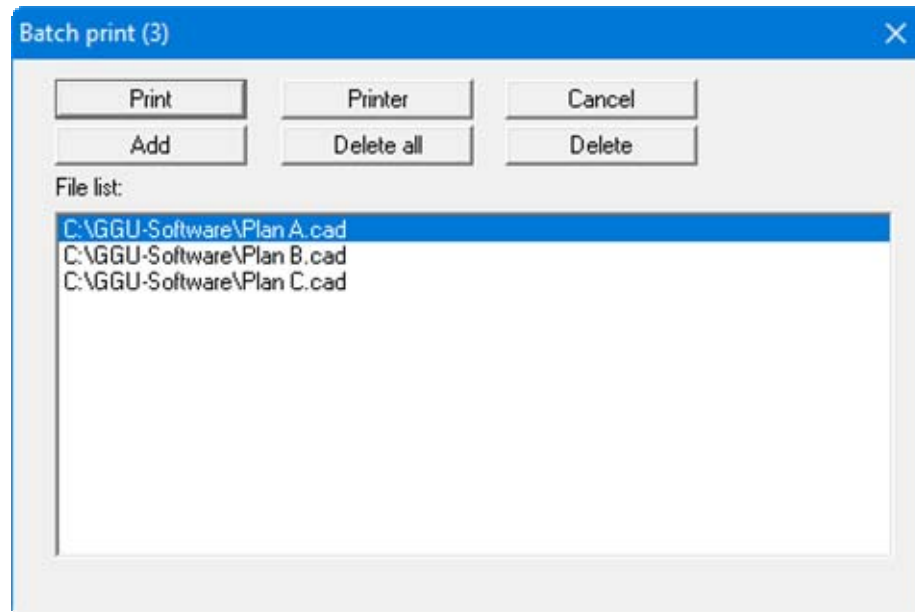 Batch print (3)
Print Printer Cancel
Add Delete all Delete
File list:
C:\GGU-Software\Plan A.cad
C:\GGU-Software\Plan B.cad
C:\GGU-Software\Plan C.cad